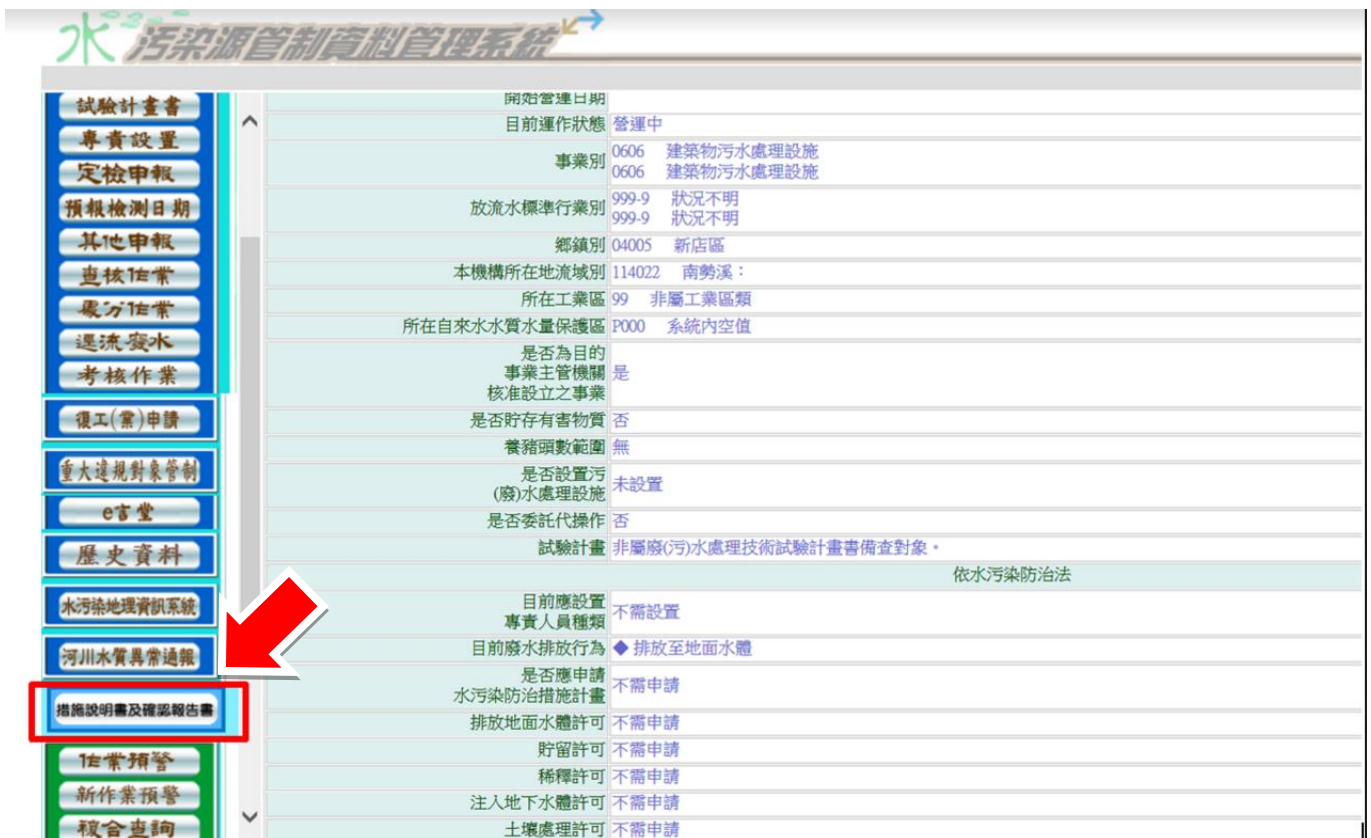 水污染源管制資料管理系統
試驗計畫書
專責設置
定檢申報
預報檢測日期
其他申報
查核作業
處分作業
逕流廢水
考核作業
復工(業)申請
重大違規對象管制
e言堂
歷史資料
水污染地理資訊系統
河川水質異常通報
措施說明書及確認報告書
作業預警
新作業預警
複合查詢
開始營運日期
目前運作狀態 營運中
事業別 0606 建築物污水處理設施
0606 建築物污水處理設施
放流水標準行業別 999-9 狀況不明
999-9 狀況不明
鄉鎮別 04005 新店區
本機構所在地流域別 114022 南勢溪：
所在工業區 99 非屬工業區類
所在自來水水質水量保護區 P000 系統內空值
是否為目的
事業主管機關 是
核准設立之事業
是否貯存有害物質 否
養豬頭數範圍 無
是否設置污
(廢)水處理設施 未設置
是否委託代操作 否
試驗計畫 非屬廢(污)水處理技術試驗計畫書備查對象。
依水污染防治法
目前應設置
專責人員種類 不需設置
目前廢水排放行為 ◆ 排放至地面水體
是否應申請
水污染防治措施計畫 不需申請
排放地面水體許可 不需申請
貯留許可 不需申請
稀釋許可 不需申請
注入地下水體許可 不需申請
土壤處理許可 不需申請